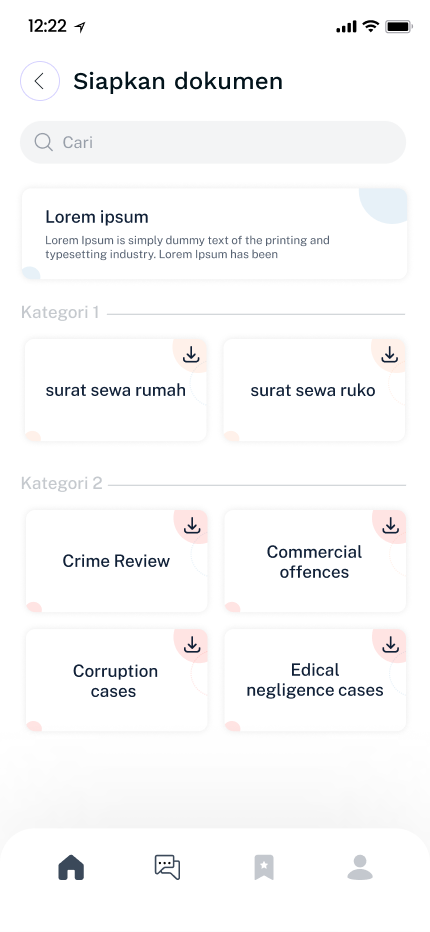 12:22
Siapkan dokumen
Cari
Lorem ipsum
Lorem Ipsum is simply dummy text of the printing and
typesetting industry. Lorem Ipsum has been
Kategori 1
surat sewa rumah
surat sewa ruko
Kategori 2
Crime Review
Commercial
offences
Corruption
cases
Edical
negligence cases